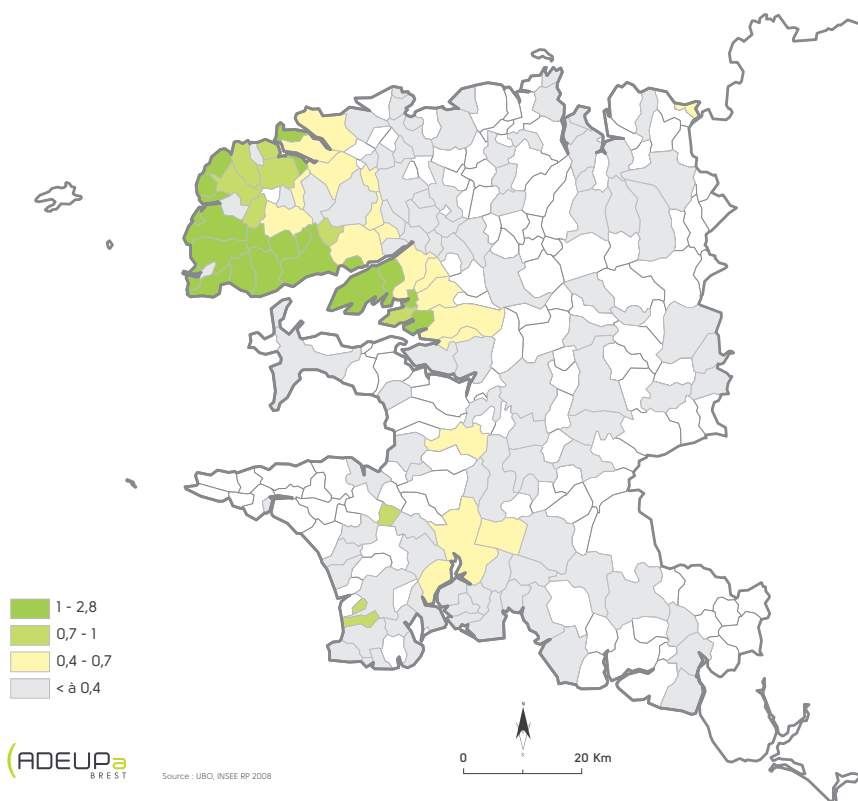 1 - 2,8
0,7 - 1
0,4 - 0,7
< à 0,4
ADEUPa
BREST
Source : UBO, INSEE RP 2008
N
S
0 20 Km